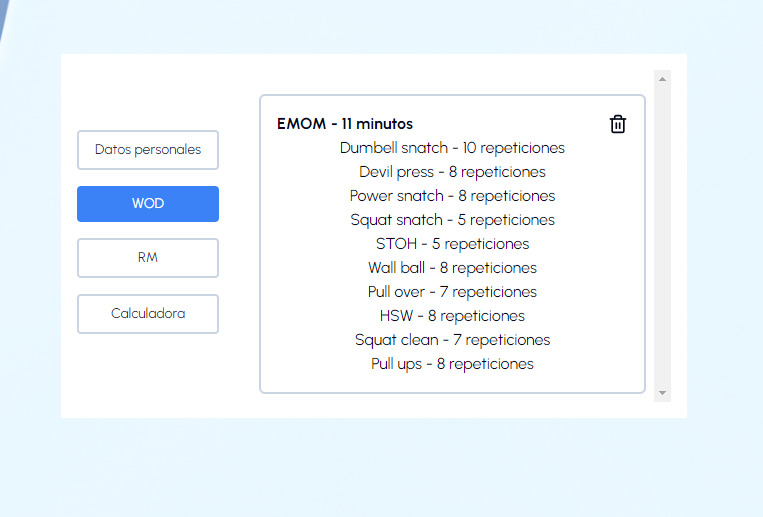 Datos personales
WOD
RM
Calculadora
EMOM - 11 minutos
Dumbell snatch - 10 repeticiones
Devil press - 8 repeticiones
Power snatch - 8 repeticiones
Squat snatch - 5 repeticiones
STOH - 5 repeticiones
Wall ball - 8 repeticiones
Pull over - 7 repeticiones
HSW - 8 repeticiones
Squat clean - 7 repeticiones
Pull ups - 8 repeticiones